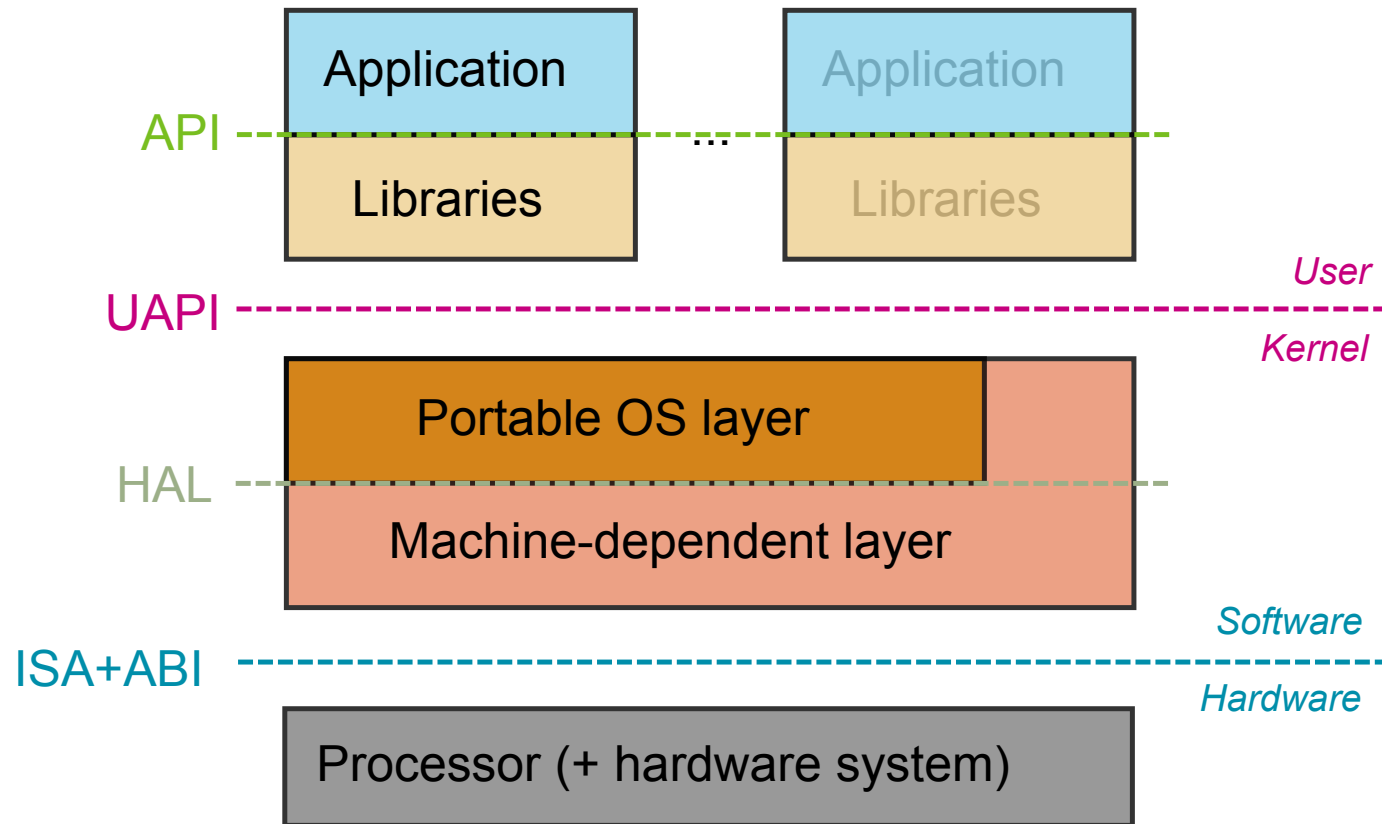 Application
Application
API
...
Libraries
Libraries
User
UAPI
Kernel
Portable OS layer
HAL
Machine-dependent layer
Software
ISA+ABI
Hardware
Processor (+ hardware system)